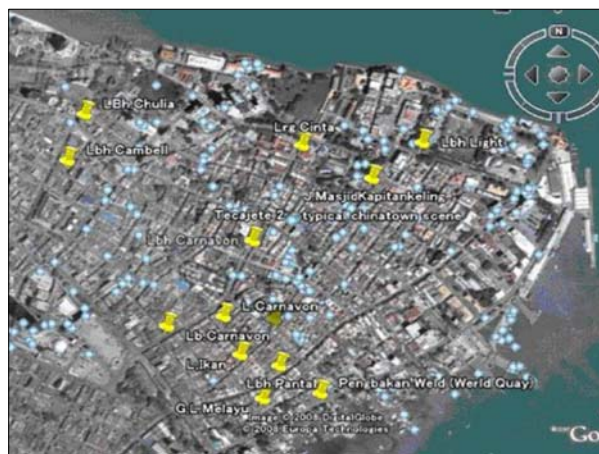 N
LBh Chulia
Lrg Cinta
Lbh Light
Lbh Cambell
J.MasjidKapitankeling
Tecajete 2
typical chinatown scene
Lbh Carnavon
L.Carnavon
Lb.Carnavon
L.Ikan
Lbh Pantai
Pengbakan Weld (Werld Quay)
G.L Melayu
Image © 2008 DigitalGlobe
© 2008 Europa Technologies
Go